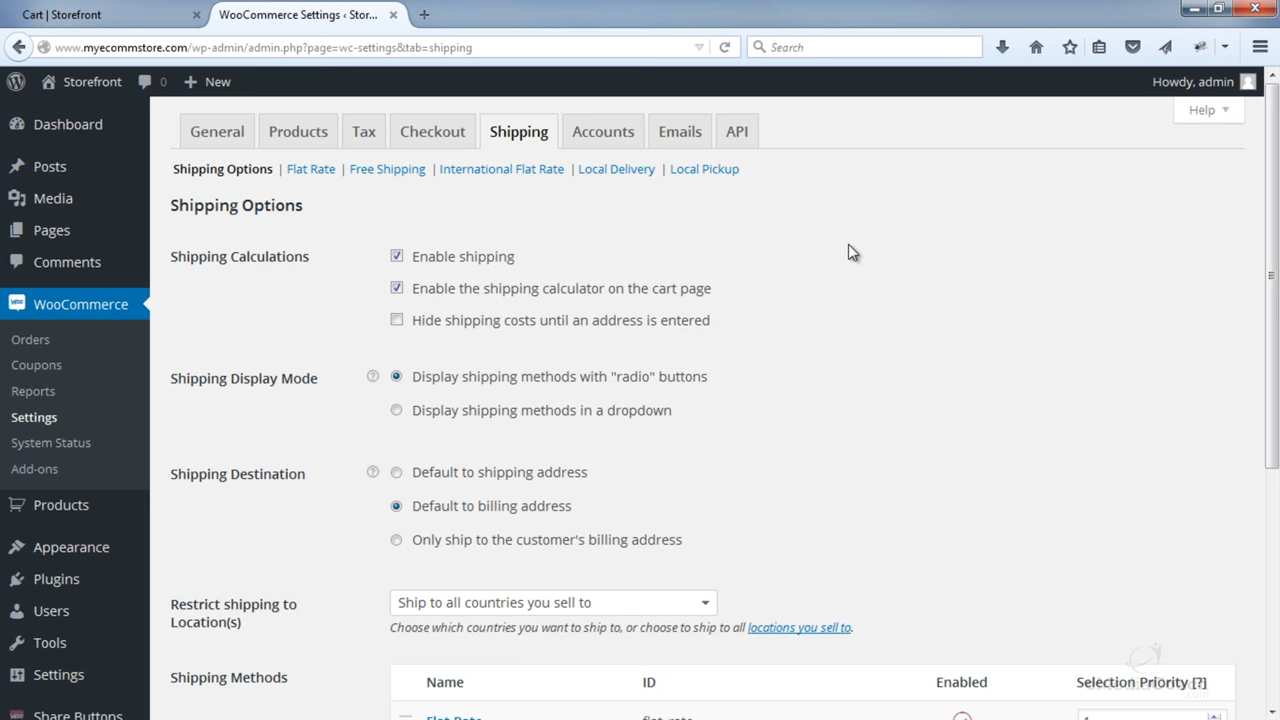 Cart | Storefront
WooCommerce Settings ‹ Stor...
www.myecommstore.com/wp-admin/admin.php?page=wc-settings&tab=shipping
Search
Storefront
0
New
Howdy, admin
Help
Dashboard
Posts
Media
Pages
Comments
WooCommerce
Orders
Coupons
Reports
Settings
System Status
Add-ons
Products
Appearance
Plugins
Users
Tools
Settings
Share Buttons
General
Products
Tax
Checkout
Shipping
Accounts
Emails
API
Shipping Options | Flat Rate | Free Shipping | International Flat Rate | Local Delivery | Local Pickup
Shipping Options
Shipping Calculations
Enable shipping
Enable the shipping calculator on the cart page
Hide shipping costs until an address is entered
Shipping Display Mode
Display shipping methods with "radio" buttons
Display shipping methods in a dropdown
Shipping Destination
Default to shipping address
Default to billing address
Only ship to the customer's billing address
Restrict shipping to
Location(s)
Ship to all countries you sell to
Choose which countries you want to ship to, or choose to ship to all locations you sell to.
Shipping Methods
Name
ID
Enabled
Selection Priority [?]
Flat Rate
flat_rate
1